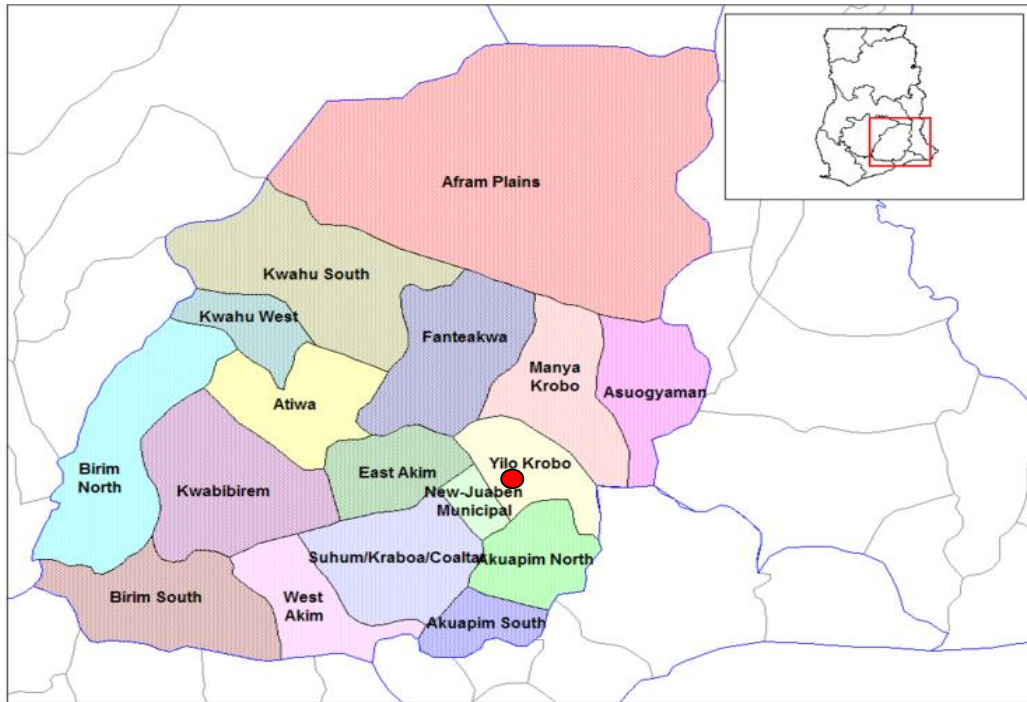 Afram Plains
Kwahu South
Kwahu West
Fanteakwa
Manya
Krobo
Asuogyaman
Atiwa
Birim
North
Kwabibirem
East Akim
Yilo Krobo
New-Juaben
Municipal
Suhum/Kraboa/Coaltar
Akuapim North
Birim South
West
Akim
Akuapim South